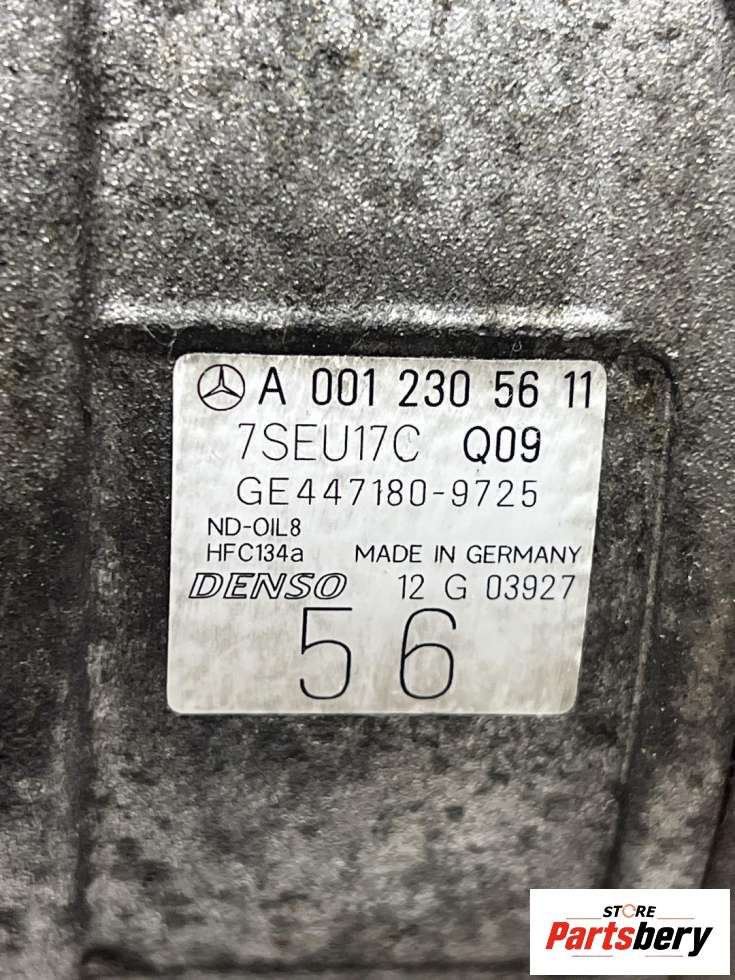 A 001 230 56 11
7SEU17C Q09
GE447180-9725
ND-OIL8
HFC134a MADE IN GERMANY
DENSO 12 G 03927
56
STORE
Partsbery